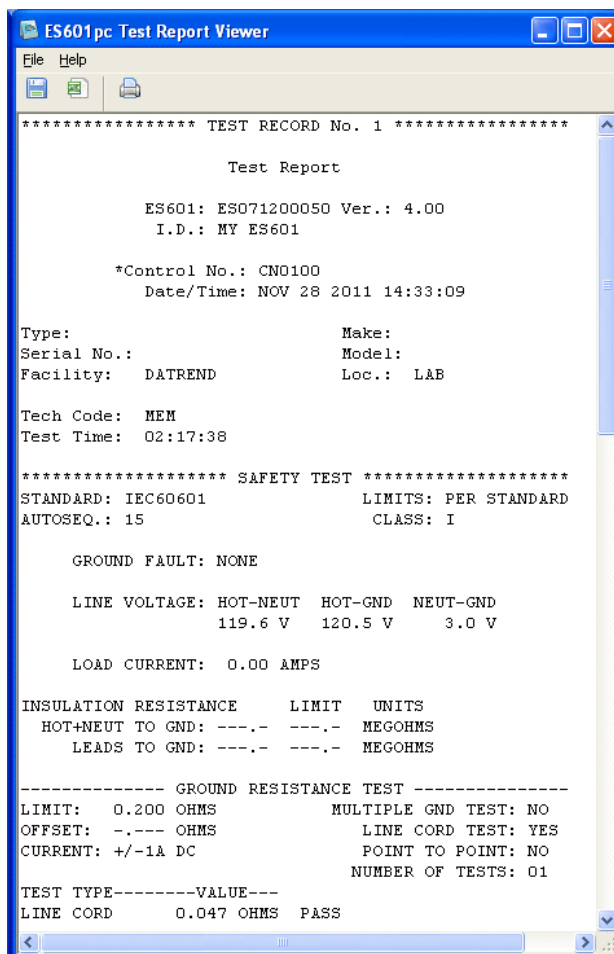 ES601pc Test Report Viewer
File Help
***************** TEST RECORD No. 1 *****************
Test Report
ES601: ES071200050 Ver.: 4.00
I.D.: MY ES601
*Control No.: CN0100
Date/Time: NOV 28 2011 14:33:09
Type: Make:
Serial No.: Model:
Facility: DATREND Loc.: LAB
Tech Code: MEM
Test Time: 02:17:38
******************** SAFETY TEST ********************
STANDARD: IEC60601 LIMITS: PER STANDARD
AUTOSEQ.: 15 CLASS: I
GROUND FAULT: NONE
LINE VOLTAGE: HOT-NEUT HOT-GND NEUT-GND
119.6 V 120.5 V 3.0 V
LOAD CURRENT: 0.00 AMPS
INSULATION RESISTANCE LIMIT UNITS
HOT+NEUT TO GND: ---.- ---.- MEGOHMS
LEADS TO GND: ---.- ---.- MEGOHMS
-------------- GROUND RESISTANCE TEST ---------------
LIMIT: 0.200 OHMS MULTIPLE GND TEST: NO
OFFSET: -.--- OHMS LINE CORD TEST: YES
CURRENT: +/-1A DC POINT TO POINT: NO
NUMBER OF TESTS: 01
TEST TYPE--------VALUE---
LINE CORD 0.047 OHMS PASS